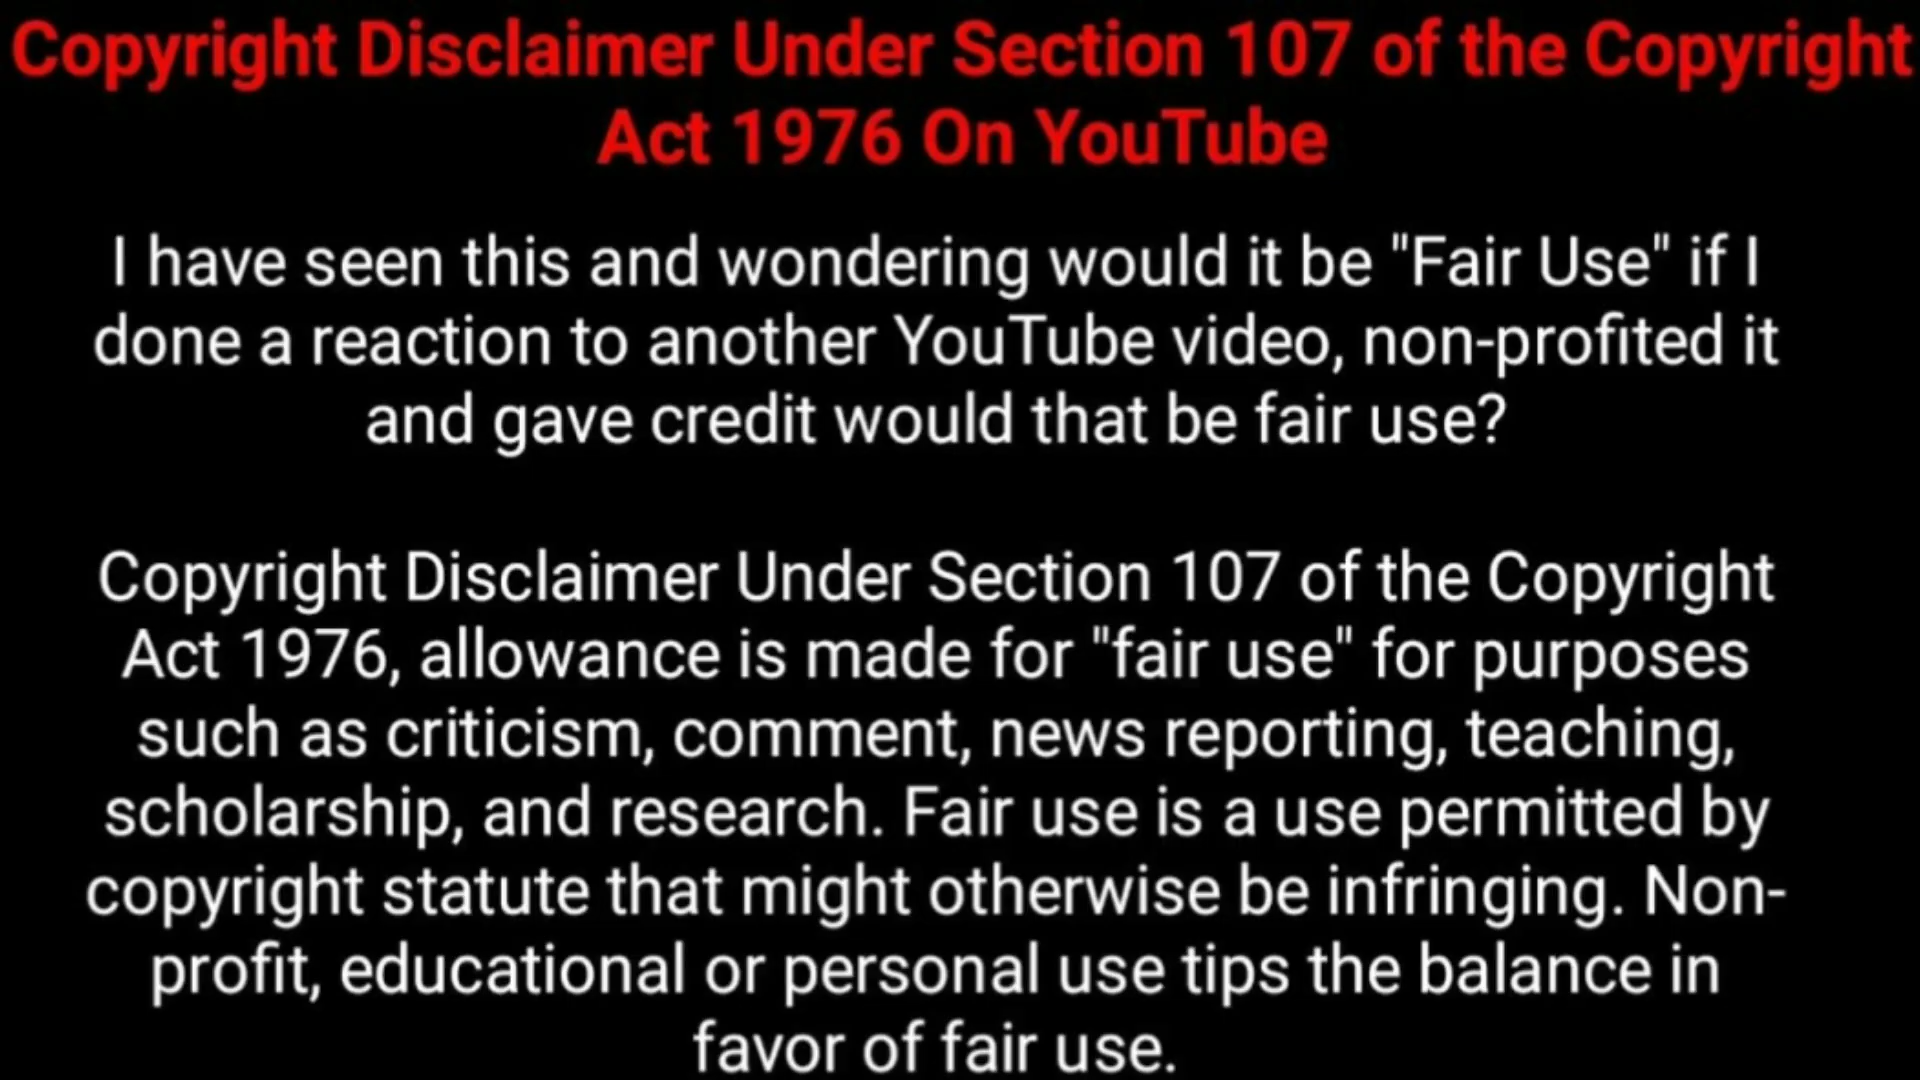 Copyright Disclaimer Under Section 107 of the Copyright
Act 1976 On YouTube
I have seen this and wondering would it be "Fair Use" if I
done a reaction to another YouTube video, non-profited it
and gave credit would that be fair use?
Copyright Disclaimer Under Section 107 of the Copyright
Act 1976, allowance is made for "fair use" for purposes
such as criticism, comment, news reporting, teaching,
scholarship, and research. Fair use is a use permitted by
copyright statute that might otherwise be infringing. Non-
profit, educational or personal use tips the balance in
favor of fair use.